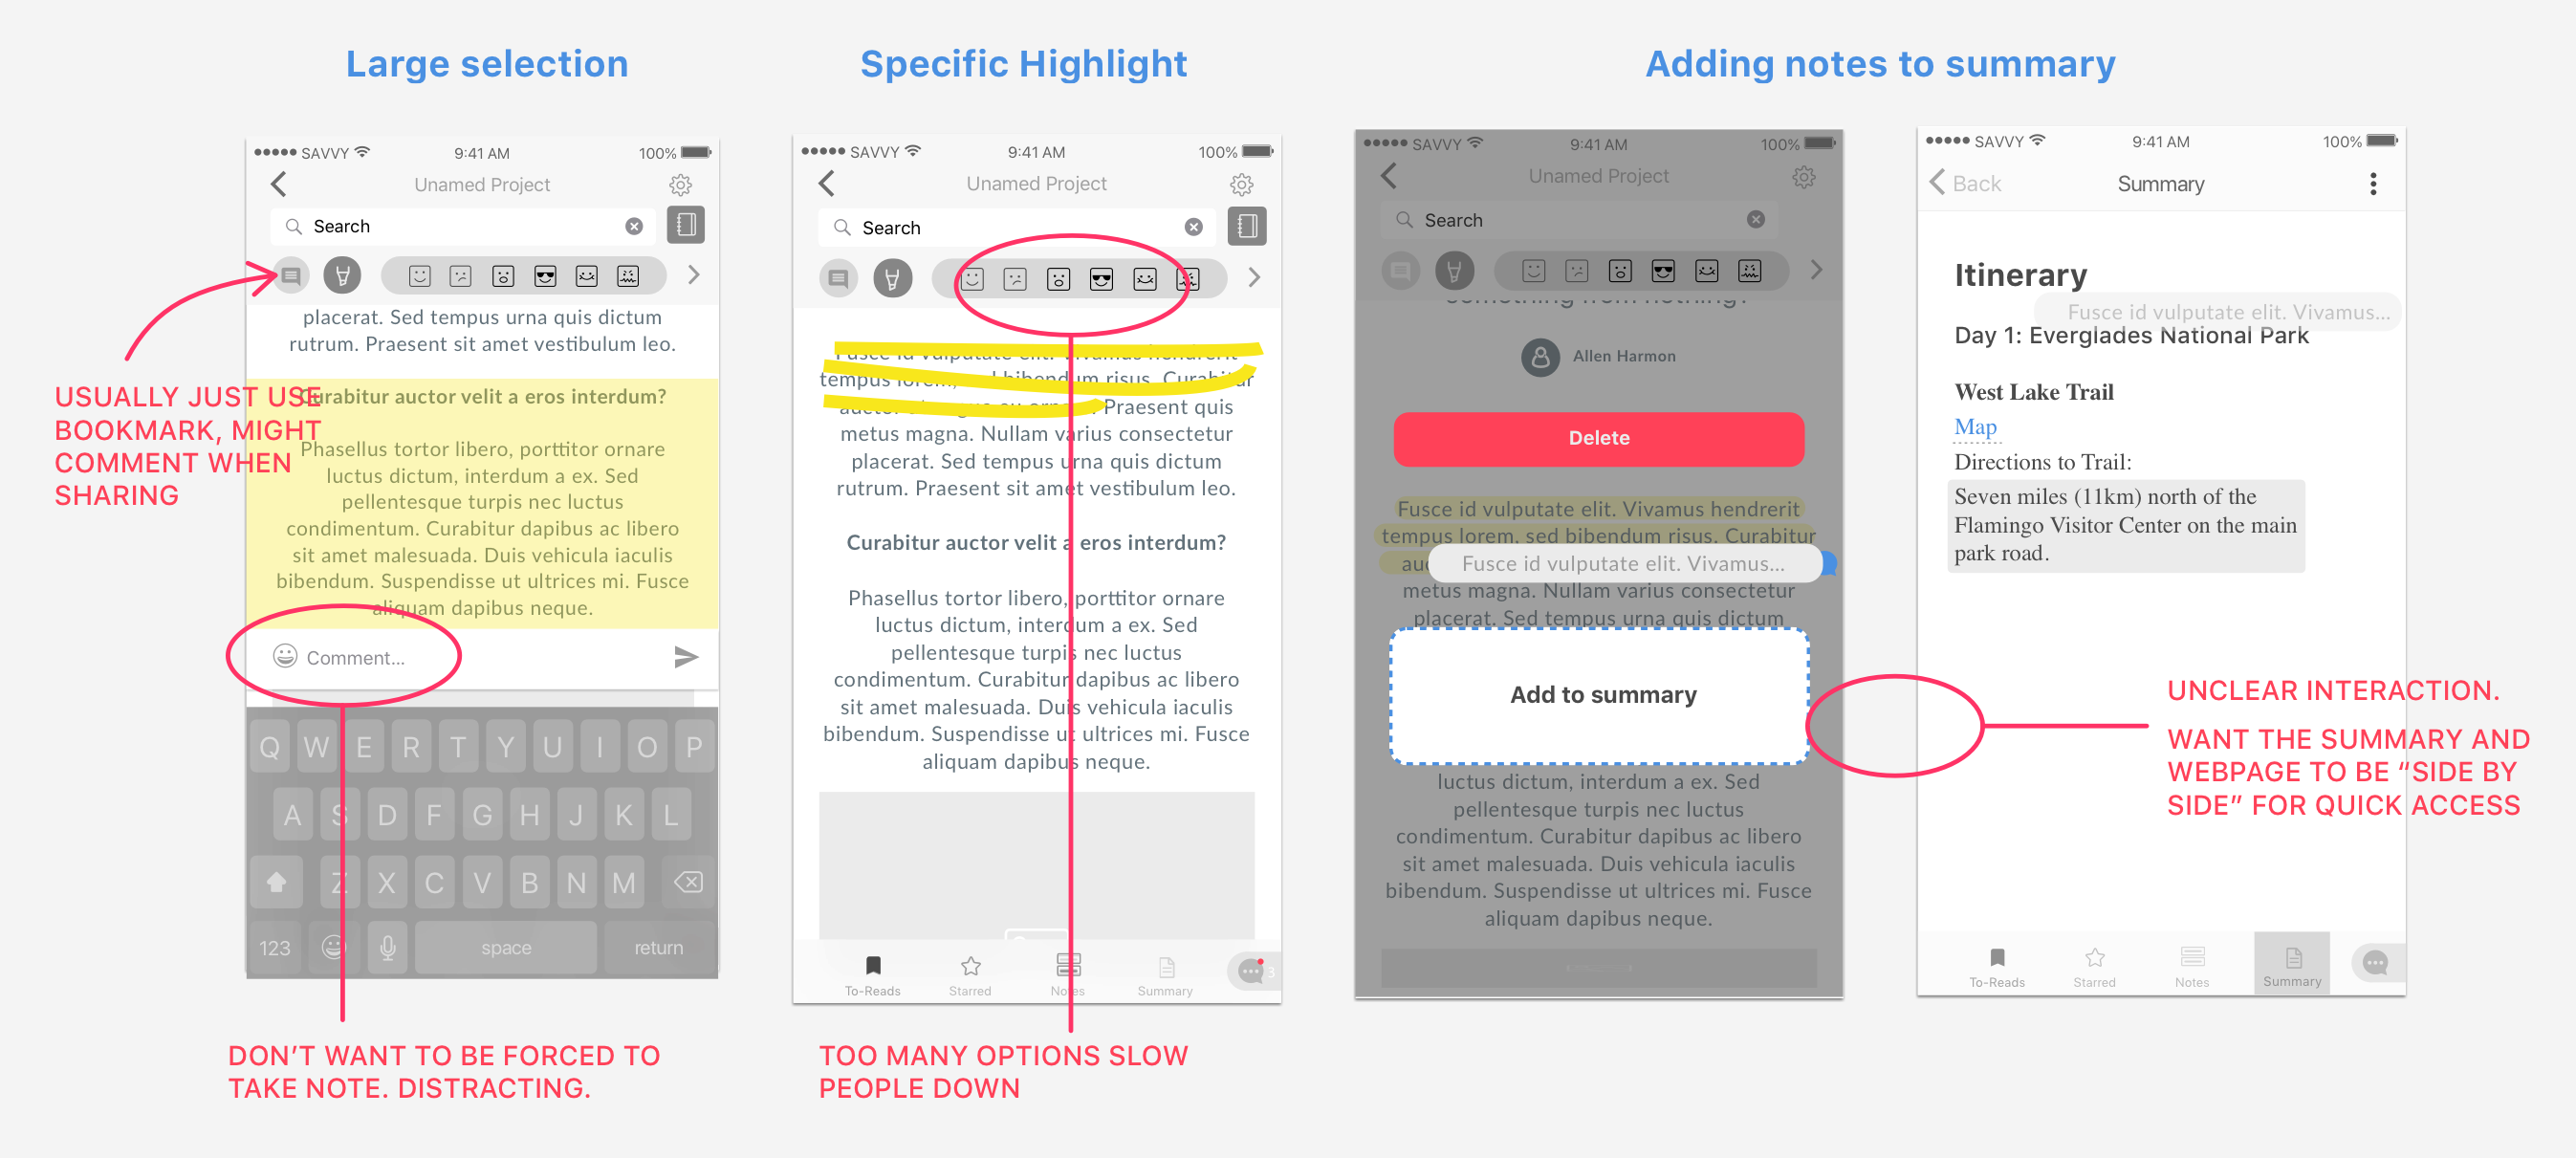 Large selection
Specific Highlight
Adding notes to summary
SAVVY 9:41 AM 100%
Unamed Project
Search
placerat. Sed tempus urna quis dictum
rutrum. Praesent sit amet vestibulum leo.
Curabitur auctor velit a eros interdum?
Phasellus tortor libero, porttitor ornare
luctus dictum, interdum a ex. Sed
pellentesque turpis nec luctus
condimentum. Curabitur dapibus ac libero
sit amet malesuada. Duis vehicula iaculis
bibendum. Suspendisse ut ultrices mi. Fusce
aliquam dapibus neque.
Comment...
Q W E R T Y U I O P
A S D F G H J K L
Z X C V B N M
123 space return
USUALLY JUST USE
BOOKMARK, MIGHT
COMMENT WHEN
SHARING
DON'T WANT TO BE FORCED TO
TAKE NOTE. DISTRACTING.
SAVVY 9:41 AM 100%
Unamed Project
Search
Fusce id vulputate elit. Vivamus hendrerit
tempus lorem, sed bibendum risus. Curabitur
auctor Praesent quis
metus magna. Nullam varius consectetur
placerat. Sed tempus urna quis dictum
rutrum. Praesent sit amet vestibulum leo.
Curabitur auctor velit a eros interdum?
Phasellus tortor libero, porttitor ornare
luctus dictum, interdum a ex. Sed
pellentesque turpis nec luctus
condimentum. Curabitur dapibus ac libero
sit amet malesuada. Duis vehicula iaculis
bibendum. Suspendisse ut ultrices mi. Fusce
aliquam dapibus neque.
To-Reads Starred Notes Summary 3
TOO MANY OPTIONS SLOW
PEOPLE DOWN
SAVVY 9:41 AM 100%
Unamed Project
Search
Something from nothing?
Allen Harmon
Delete
Fusce id vulputate elit. Vivamus hendrerit
tempus lorem, sed bibendum risus. Curabitur
auc
Fusce id vulputate elit. Vivamus...
metus magna. Nullam varius consectetur
placerat. Sed tempus urna quis dictum
Add to summary
luctus dictum, interdum a ex. Sed
pellentesque turpis nec luctus
condimentum. Curabitur dapibus ac libero
sit amet malesuada. Duis vehicula iaculis
bibendum. Suspendisse ut ultrices mi. Fusce
aliquam dapibus neque.
SAVVY 9:41 AM 100%
Back Summary
Itinerary
Fusce id vulputate elit. Vivamus...
Day 1: Everglades National Park
West Lake Trail
Map
Directions to Trail:
Seven miles (11km) north of the
Flamingo Visitor Center on the main
park road.
To-Reads Starred Notes Summary
UNCLEAR INTERACTION.
WANT THE SUMMARY AND
WEBPAGE TO BE “SIDE BY
SIDE” FOR QUICK ACCESS